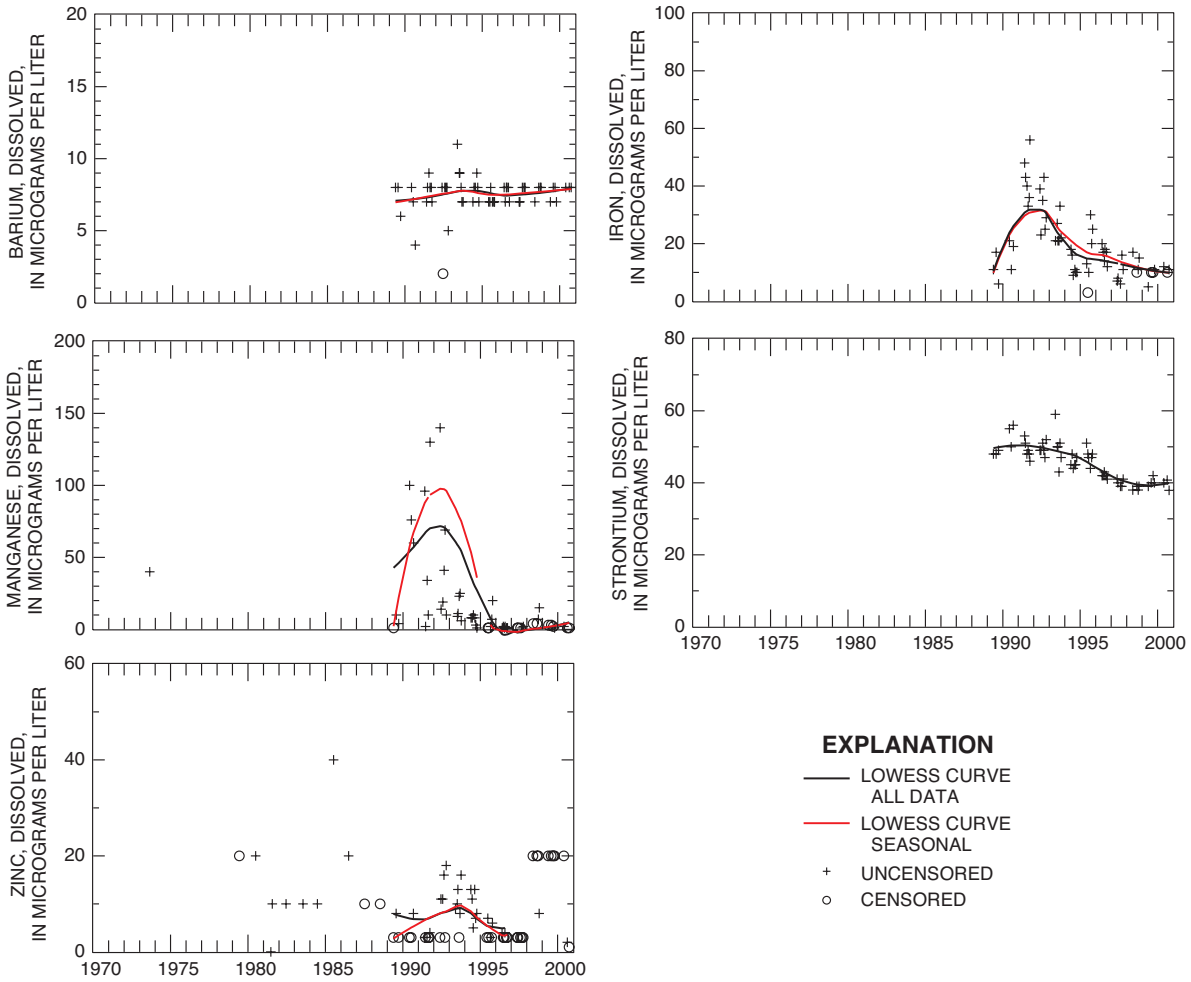 BARIUM, DISSOLVED,
IN MICROGRAMS PER LITER
20
15
10
5
0
IRON, DISSOLVED,
IN MICROGRAMS PER LITER
100
80
60
40
20
0
MANGANESE, DISSOLVED,
IN MICROGRAMS PER LITER
200
150
100
50
0
STRONTIUM, DISSOLVED,
IN MICROGRAMS PER LITER
80
60
40
20
0
1970 1975 1980 1985 1990 1995 2000
ZINC, DISSOLVED,
IN MICROGRAMS PER LITER
60
40
20
0
1970 1975 1980 1985 1990 1995 2000
EXPLANATION
LOWESS CURVE
ALL DATA
LOWESS CURVE
SEASONAL
UNCENSORED
CENSORED